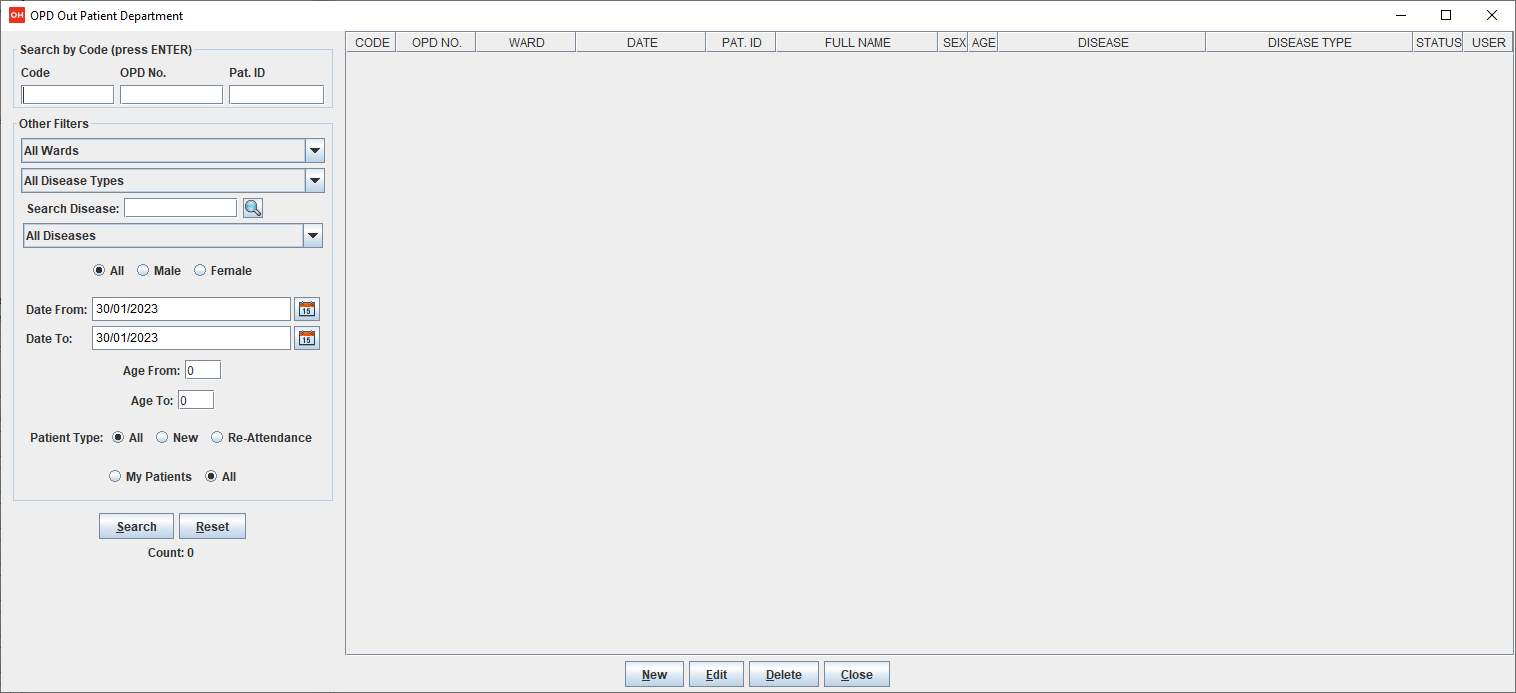 OH OPD Out Patient Department
Search by Code (press ENTER)
Code OPD No. Pat. ID
Other Filters
All Wards
All Disease Types
Search Disease:
All Diseases
All Male Female
Date From: 30/01/2023 15
Date To: 30/01/2023 15
Age From: 0
Age To: 0
Patient Type: All New Re-Attendance
My Patients All
Search Reset
Count: 0
CODE OPD NO. WARD DATE PAT. ID FULL NAME SEX AGE DISEASE DISEASE TYPE STATUS USER
New Edit Delete Close